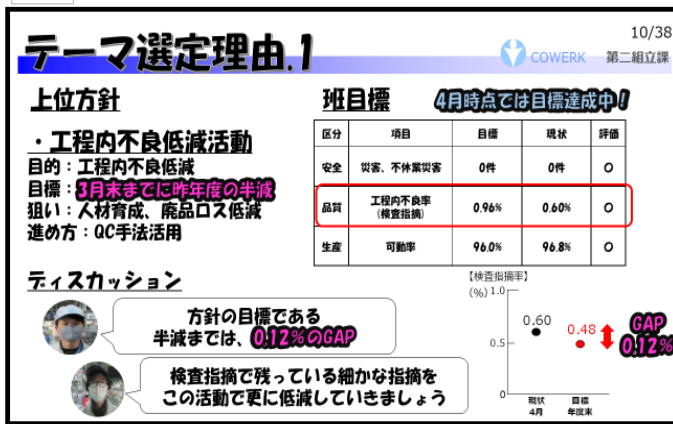 10/38
テーマ選定理由.1
COWERK 第二組立課
上位方針
・工程内不良低減活動
目的：工程内不良低減
目標：3月末までに昨年度の半減
狙い：人材育成、廃品ロス低減
進め方：QC手法活用
班目標 4月時点では目標達成中！
区分 項目 目標 現状 評価
安全 災害、不休業災害 0件 0件 ○
品質 工程内不良率 0.96% 0.60% ○
(検査指摘)
生産 可動率 96.0% 96.8% ○
ディスカッション
方針の目標である
半減までは、0.12%のGAP
検査指摘で残っている細かな指摘を
この活動で更に低減していきましょう
【検査指摘率】
(%) 1.0
0.60
0.48
GAP
0.12%
0.5
0
現状 目標
4月 年度末